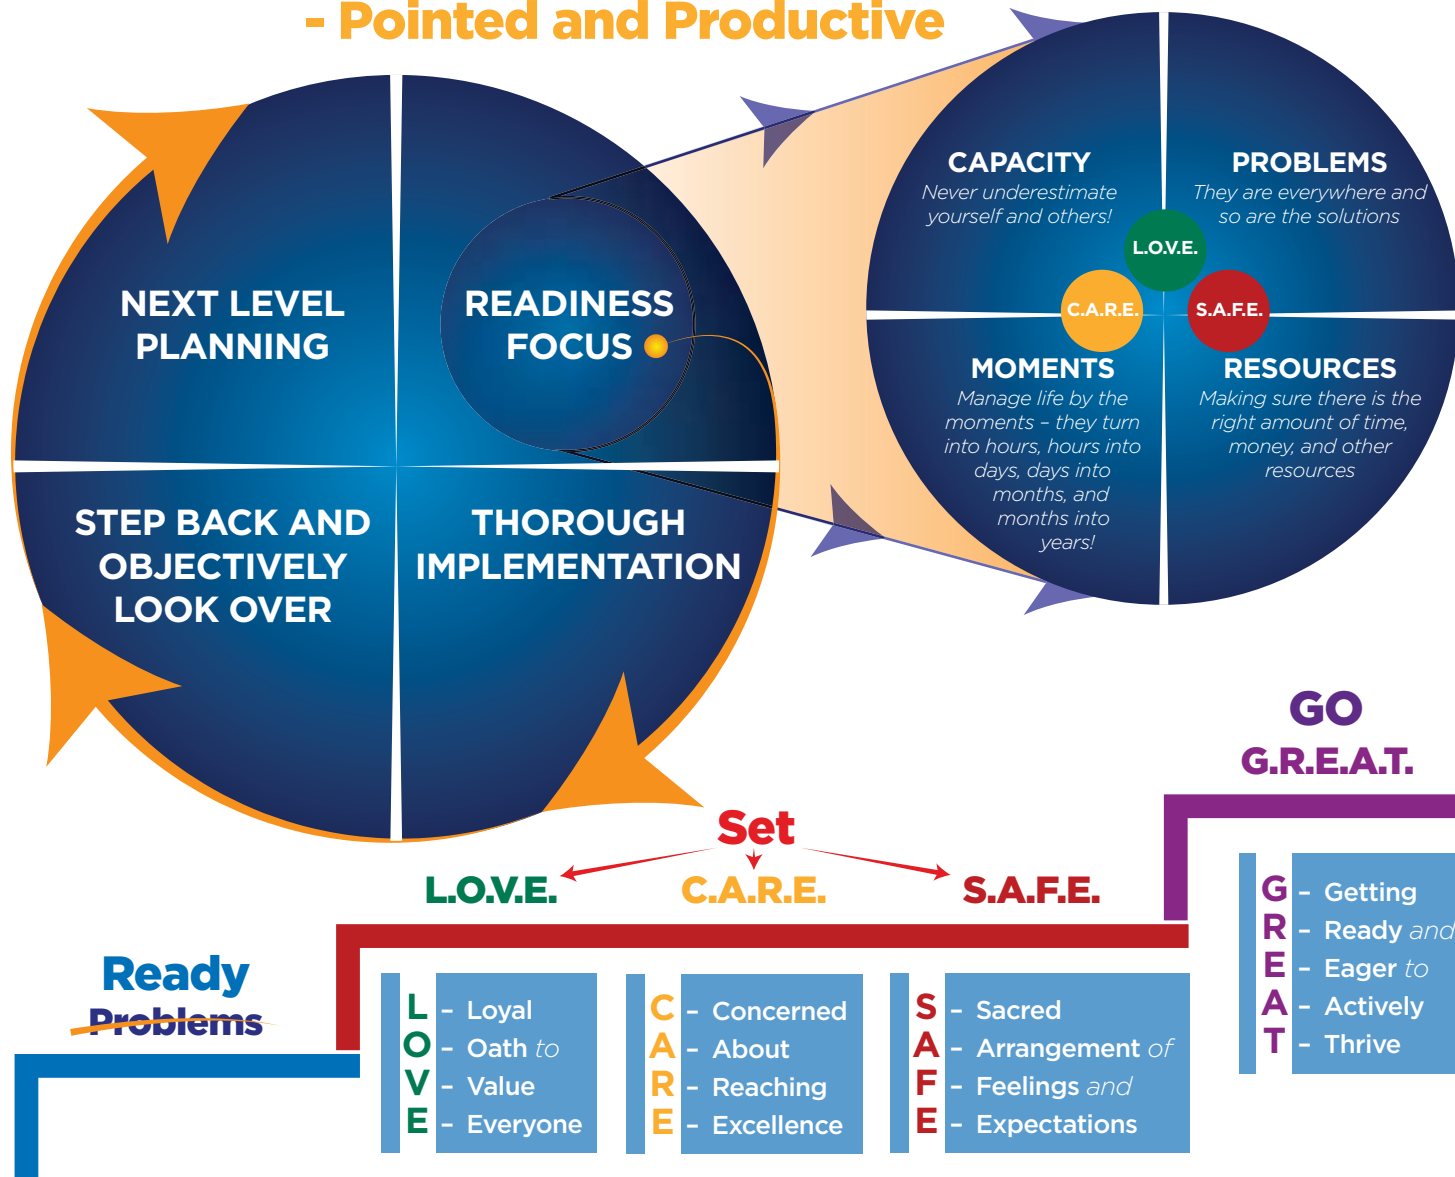 - Pointed and Productive
NEXT LEVEL
PLANNING
READINESS
FOCUS
STEP BACK AND
OBJECTIVELY
LOOK OVER
THOROUGH
IMPLEMENTATION
CAPACITY
Never underestimate
yourself and others!
PROBLEMS
They are everywhere and
so are the solutions
L.O.V.E.
C.A.R.E.
S.A.F.E.
MOMENTS
Manage life by the
moments – they turn
into hours, hours into
days, days into
months, and
months into
years!
RESOURCES
Making sure there is the
right amount of time,
money, and other
resources
Ready
Problems
Set
L.O.V.E.
C.A.R.E.
S.A.F.E.
L – Loyal
O – Oath to
V – Value
E – Everyone
C – Concerned
A – About
R – Reaching
E – Excellence
S – Sacred
A – Arrangement of
F – Feelings and
E – Expectations
GO
G.R.E.A.T.
G – Getting
R – Ready and
E – Eager to
A – Actively
T – Thrive